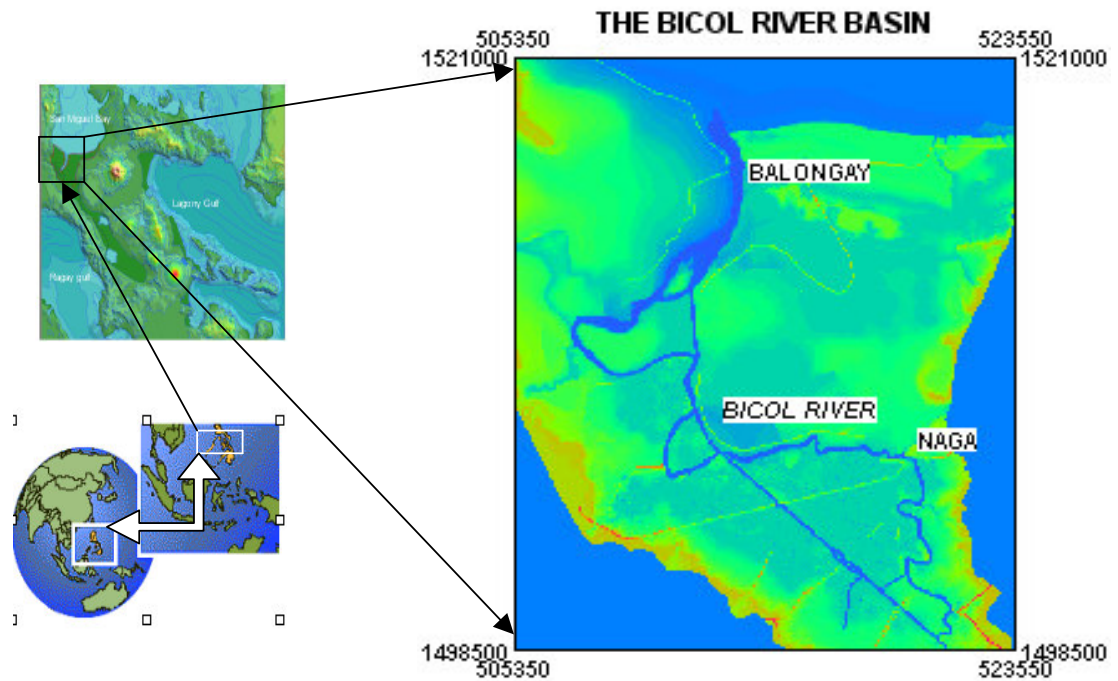 THE BICOL RIVER BASIN
505350 523550
1521000 1521000
San Miguel Bay
BALONGAY
Lagony Gulf
Ragay gulf
BICOL RIVER
NAGA
1498500 1498500
505350 523550